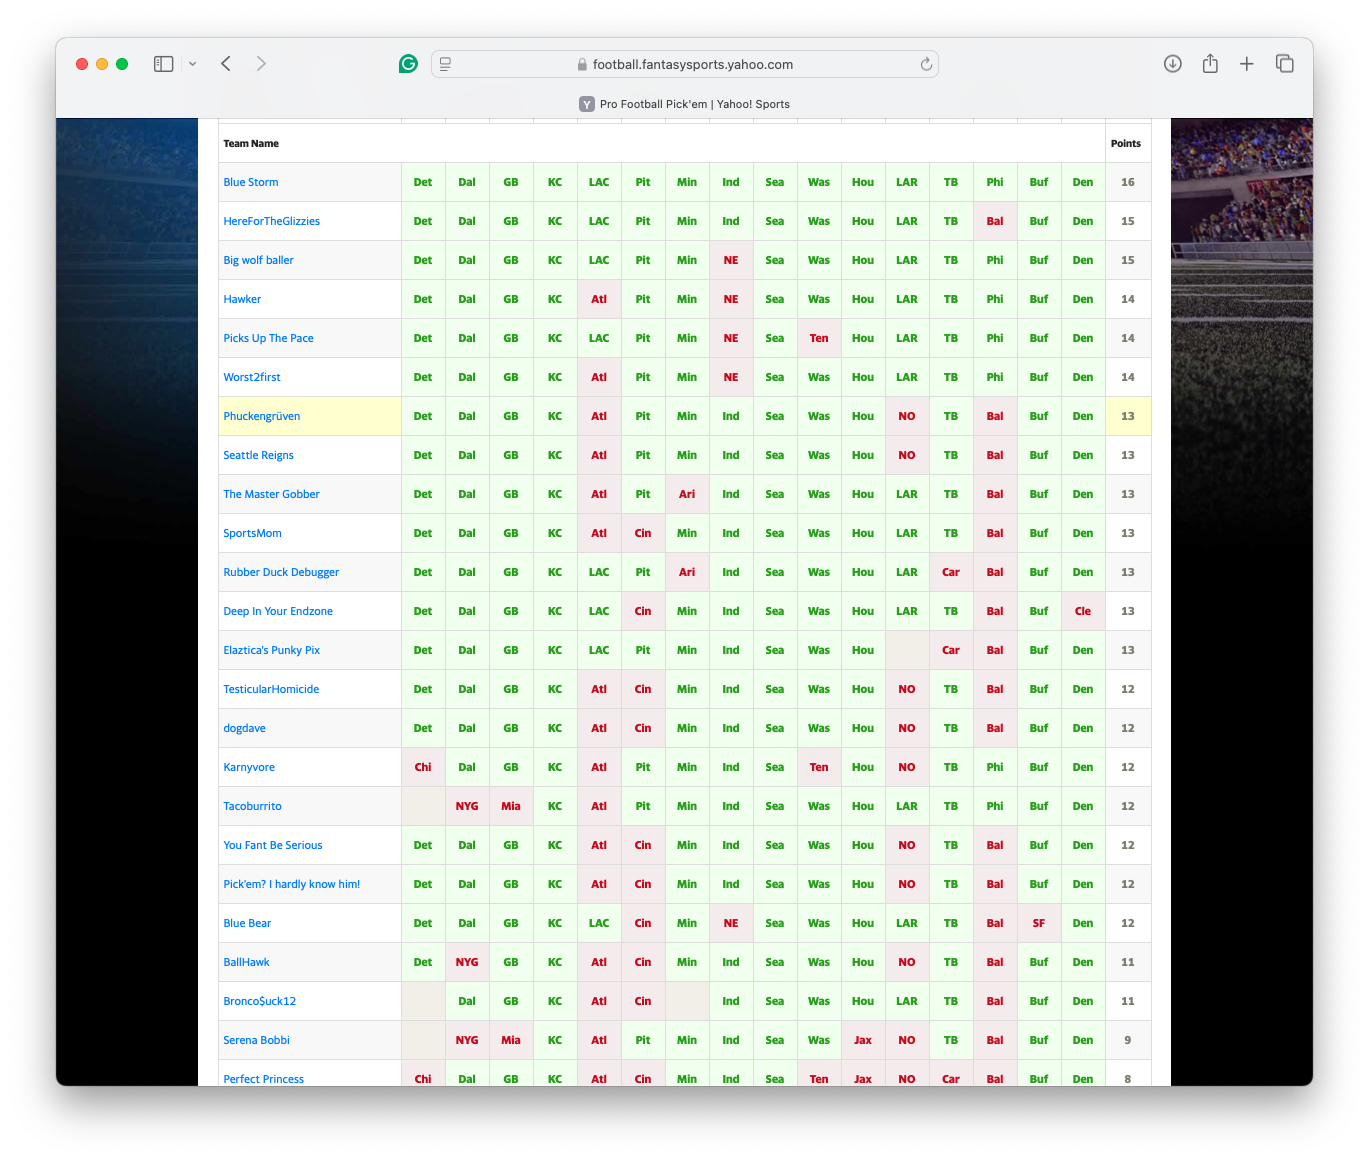 football.fantasysports.yahoo.com
Y Pro Football Pick'em | Yahoo! Sports
Team Name Points
Blue Storm Det Dal GB KC LAC Pit Min Ind Sea Was Hou LAR TB Phi Buf Den 16
HereForTheGlizzies Det Dal GB KC LAC Pit Min Ind Sea Was Hou LAR TB Bal Buf Den 15
Big wolf baller Det Dal GB KC LAC Pit Min NE Sea Was Hou LAR TB Phi Buf Den 15
Hawker Det Dal GB KC Atl Pit Min NE Sea Was Hou LAR TB Phi Buf Den 14
Picks Up The Pace Det Dal GB KC LAC Pit Min NE Sea Ten Hou LAR TB Phi Buf Den 14
Worst2first Det Dal GB KC Atl Pit Min NE Sea Was Hou LAR TB Phi Buf Den 14
Phuckengrüven Det Dal GB KC Atl Pit Min Ind Sea Was Hou NO TB Bal Buf Den 13
Seattle Reigns Det Dal GB KC Atl Pit Min Ind Sea Was Hou NO TB Bal Buf Den 13
The Master Gobber Det Dal GB KC Atl Pit Ari Ind Sea Was Hou LAR TB Bal Buf Den 13
SportsMom Det Dal GB KC Atl Cin Min Ind Sea Was Hou LAR TB Bal Buf Den 13
Rubber Duck Debugger Det Dal GB KC LAC Pit Ari Ind Sea Was Hou LAR Car Bal Buf Den 13
Deep In Your Endzone Det Dal GB KC LAC Cin Min Ind Sea Was Hou LAR TB Bal Buf Cle 13
Elaztica's Punky Pix Det Dal GB KC LAC Pit Min Ind Sea Was Hou Car Bal Buf Den 13
TesticularHomicide Det Dal GB KC Atl Cin Min Ind Sea Was Hou NO TB Bal Buf Den 12
dogdave Det Dal GB KC Atl Cin Min Ind Sea Was Hou NO TB Bal Buf Den 12
Karnyvore Chi Dal GB KC Atl Pit Min Ind Sea Ten Hou NO TB Phi Buf Den 12
Tacoburrito NYG Mia KC Atl Pit Min Ind Sea Was Hou LAR TB Phi Buf Den 12
You Fant Be Serious Det Dal GB KC Atl Cin Min Ind Sea Was Hou NO TB Bal Buf Den 12
Pick'em? I hardly know him! Det Dal GB KC Atl Cin Min Ind Sea Was Hou NO TB Bal Buf Den 12
Blue Bear Det Dal GB KC LAC Cin Min NE Sea Was Hou LAR TB Bal SF Den 12
BallHawk Det NYG GB KC Atl Cin Min Ind Sea Was Hou NO TB Bal Buf Den 11
Bronco$uck12 Dal GB KC Atl Cin Ind Sea Was Hou LAR TB Bal Buf Den 11
Serena Bobbi NYG Mia KC Atl Pit Min Ind Sea Was Jax NO TB Bal Buf Den 9
Perfect Princess Chi Dal GB KC Atl Cin Min Ind Sea Ten Jax NO Car Bal Buf Den 8